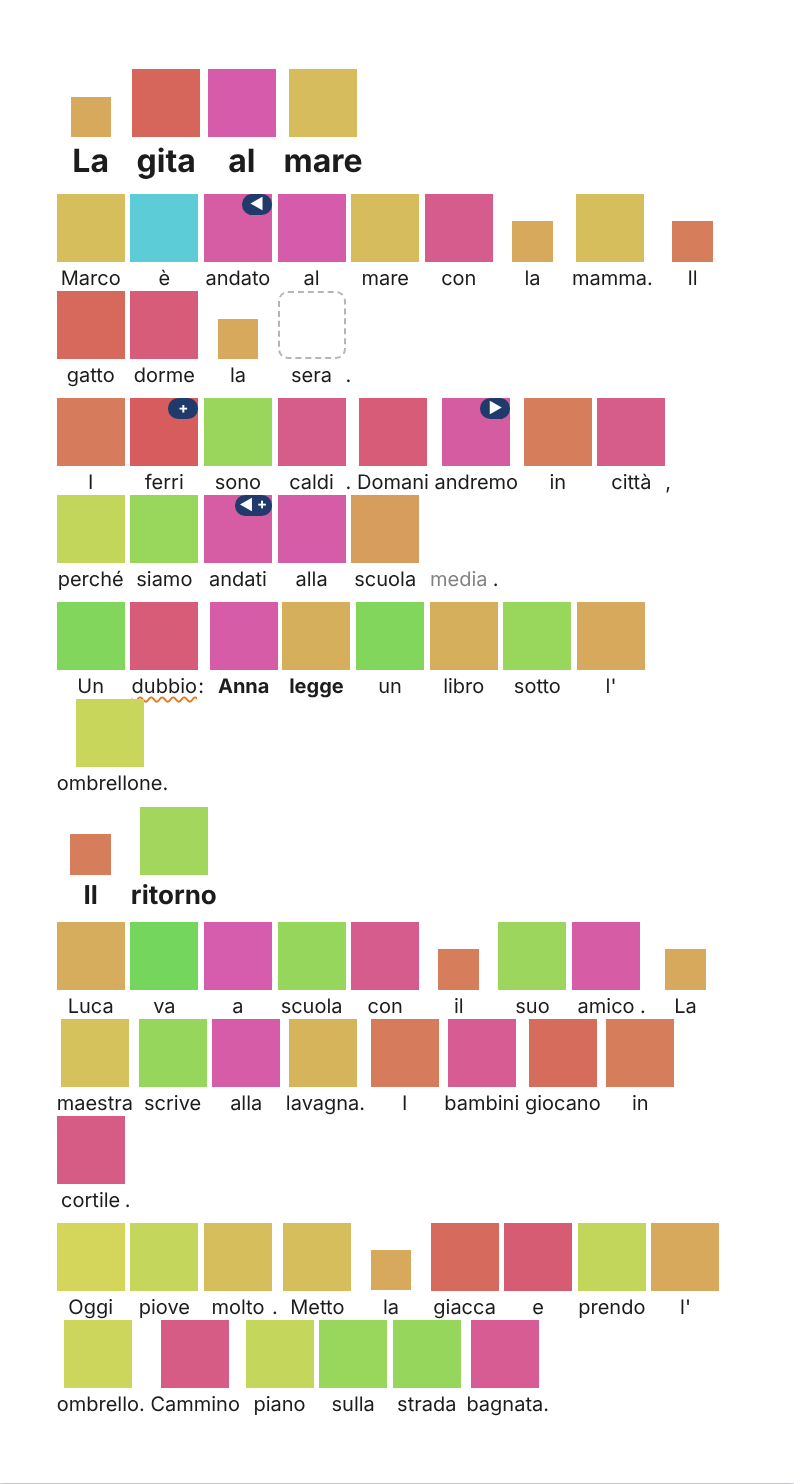 La gita al mare
Marco è andato al mare con la mamma. Il
gatto dorme la sera .
I ferri sono caldi . Domani andremo in città ,
perché siamo andati alla scuola media .
Un dubbio: Anna legge un libro sotto l'
ombrellone.
Il ritorno
Luca va a scuola con il suo amico . La
maestra scrive alla lavagna. I bambini giocano in
cortile .
Oggi piove molto . Metto la giacca e prendo l'
ombrello. Cammino piano sulla strada bagnata.